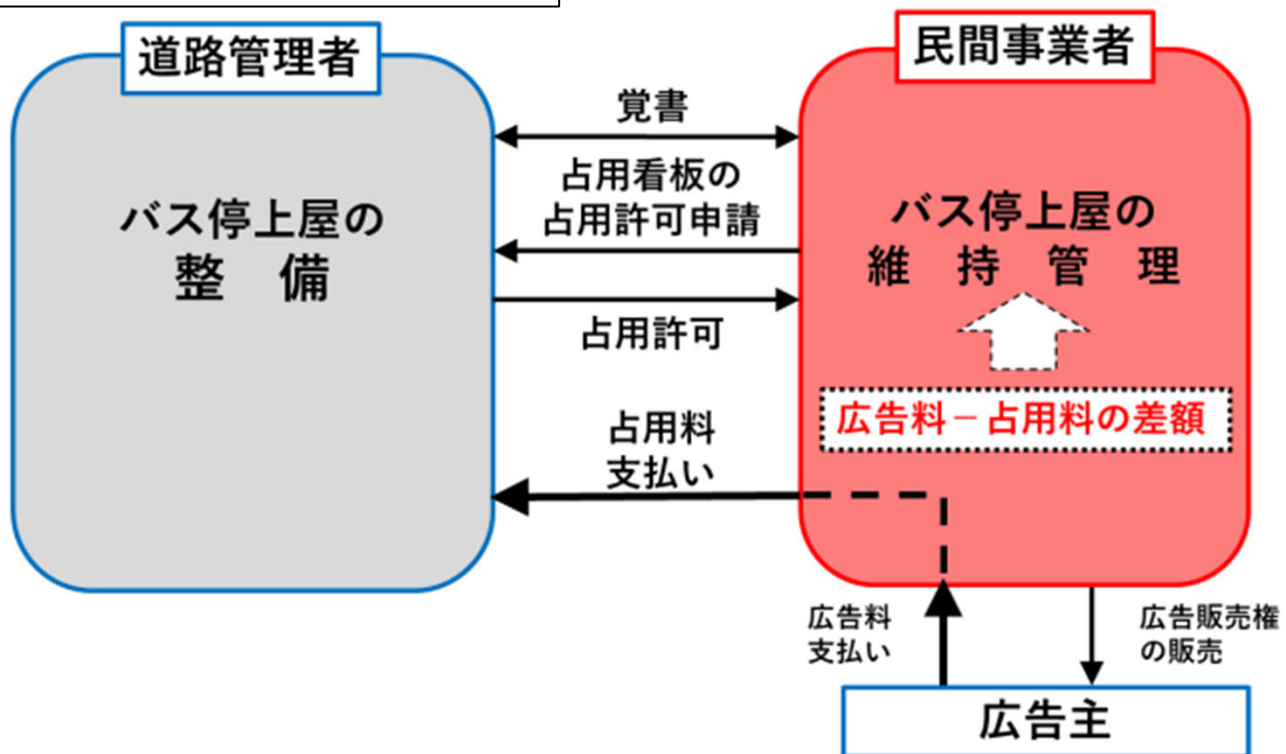 道路管理者
バス停上屋の
整　備
覚書
占用看板の
占用許可申請
占用許可
占用料
支払い
民間事業者
バス停上屋の
維　持　管　理
広告料－占用料の差額
広告料
支払い
広告販売権
の販売
広告主